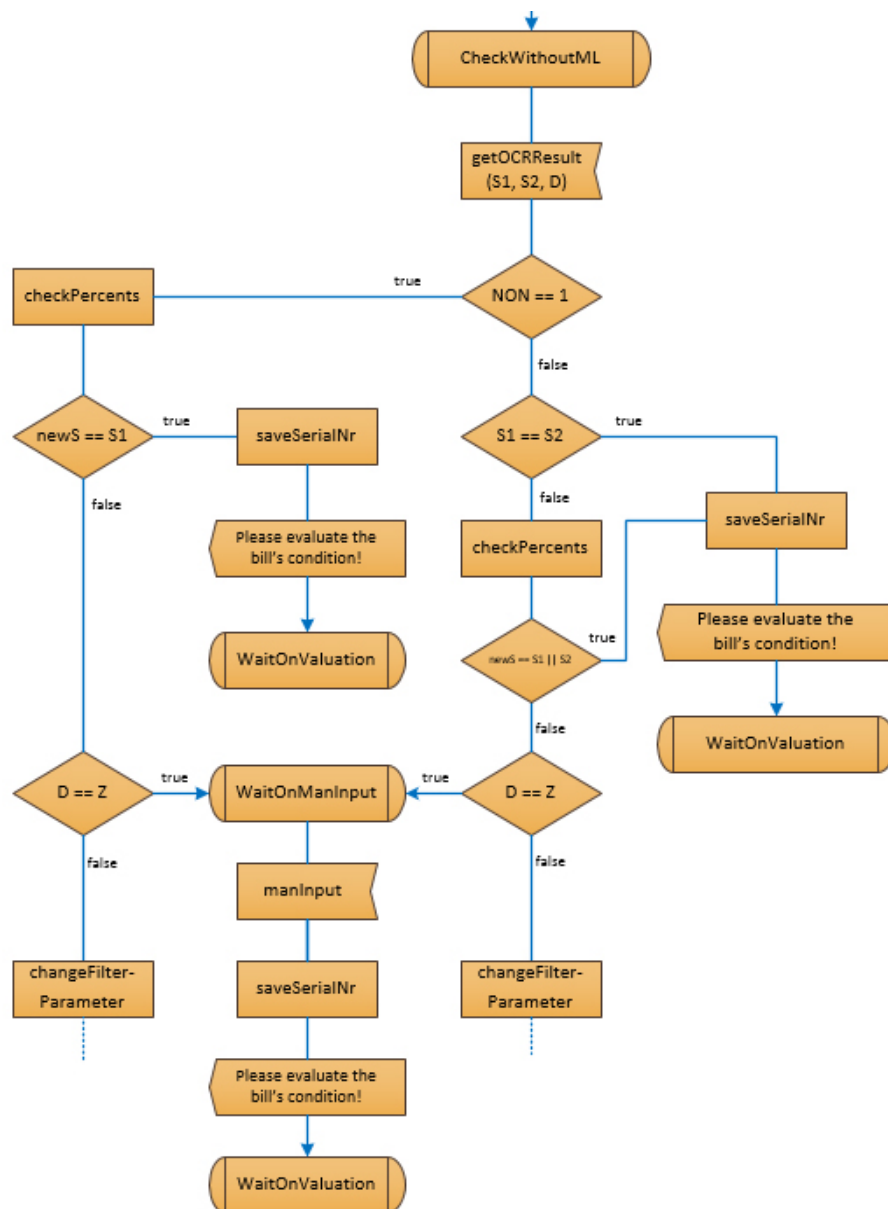 CheckWithoutML
getOCRResult
(S1, S2, D)
true
checkPercents
NON == 1
false
newS == S1
true
saveSerialNr
S1 == S2
true
false
false
saveSerialNr
Please evaluate the
bill's condition!
checkPercents
Please evaluate the
bill's condition!
true
WaitOnValuation
newS == S1 || S2
false
WaitOnValuation
D == Z
true
WaitOnManInput
true
D == Z
false
false
manInput
changeFilter-
Parameter
saveSerialNr
changeFilter-
Parameter
Please evaluate the
bill's condition!
WaitOnValuation